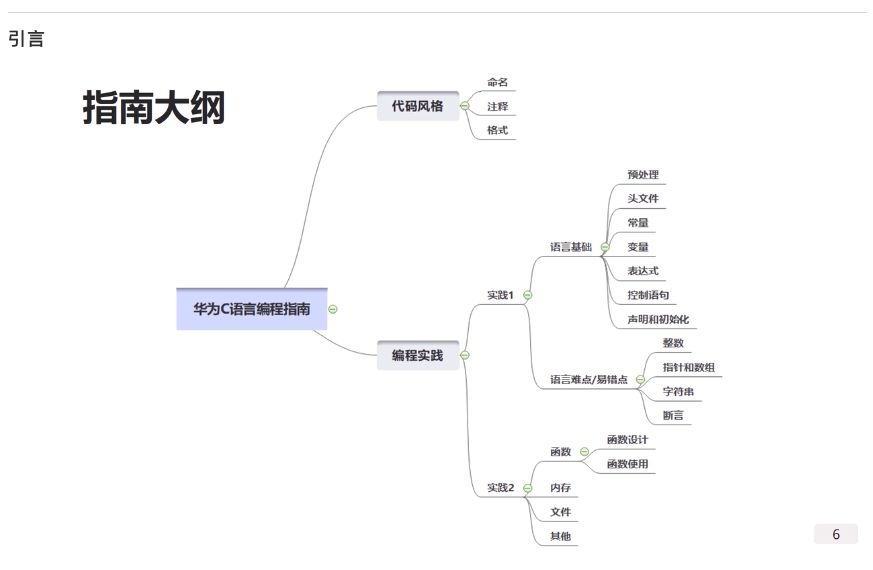 引言
指南大纲
华为C语言编程指南
代码风格
命名
注释
格式
编程实践
实践1
语言基础
预处理
头文件
常量
变量
表达式
控制语句
声明和初始化
语言难点/易错点
整数
指针和数组
字符串
断言
实践2
函数
函数设计
函数使用
内存
文件
其他
6